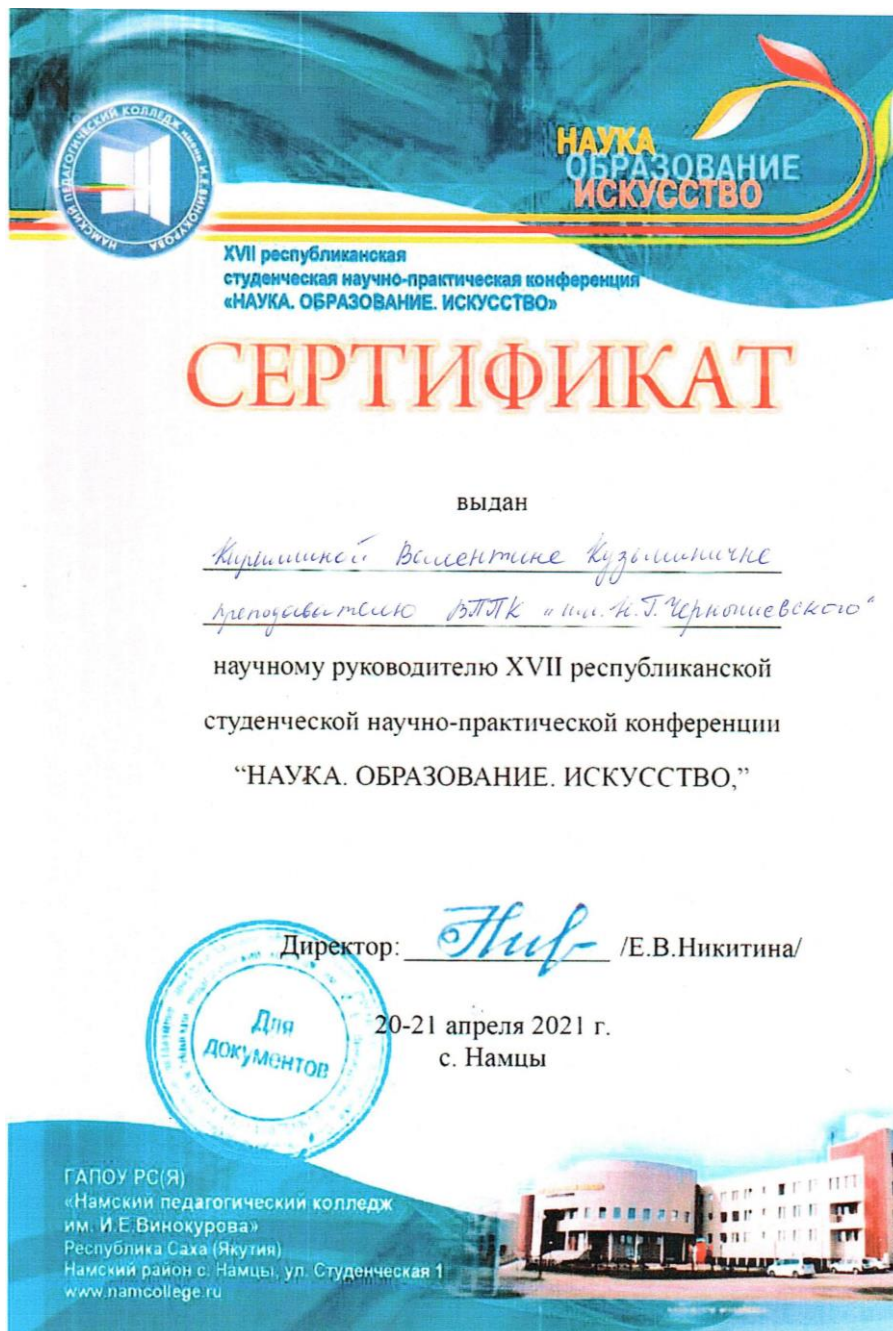 НАМСКИЙ ПЕДАГОГИЧЕСКИЙ КОЛЛЕДЖ имени И.Е.ВИНОКУРОВА
НАУКА
ОБРАЗОВАНИЕ
ИСКУССТВО
XVII республиканская
студенческая научно-практическая конференция
«НАУКА. ОБРАЗОВАНИЕ. ИСКУССТВО»
СЕРТИФИКАТ
выдан
Валентине Кузьминичне
преподавателю ВППК "им. Н.Г. Чернышевского"
научному руководителю XVII республиканской
студенческой научно-практической конференции
“НАУКА. ОБРАЗОВАНИЕ. ИСКУССТВО,”
Директор: /Е.В.Никитина/
Для
документов
20-21 апреля 2021 г.
с. Намцы
ГАПОУ РС(Я)
«Намский педагогический колледж
им. И.Е.Винокурова»
Республика Саха (Якутия)
Намский район с. Намцы, ул. Студенческая 1
www.namcollege.ru